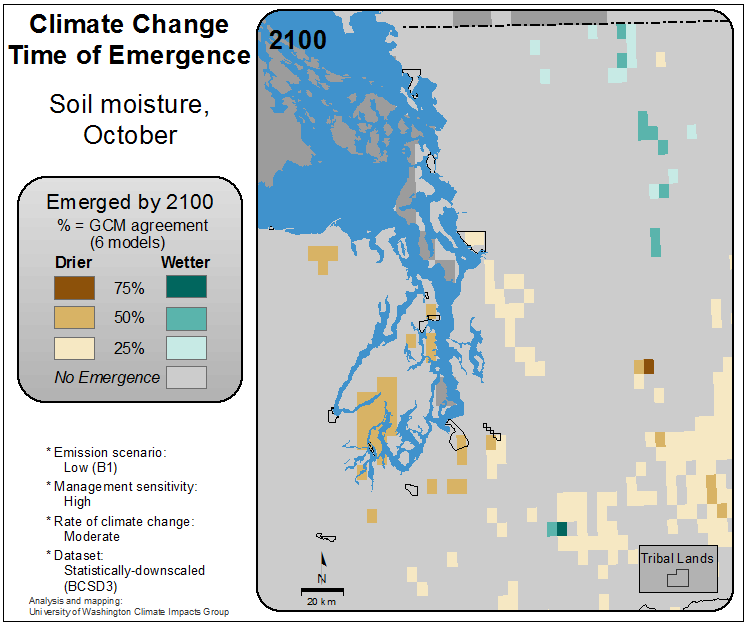 Climate Change
Time of Emergence
Soil moisture,
October
Emerged by 2100
% = GCM agreement
(6 models)
Drier Wetter
75%
50%
25%
No Emergence
* Emission scenario:
Low (B1)
* Management sensitivity:
High
* Rate of climate change:
Moderate
* Dataset:
Statistically-downscaled
(BCSD3)
Analysis and mapping:
University of Washington Climate Impacts Group
2100
N
20 km
Tribal Lands